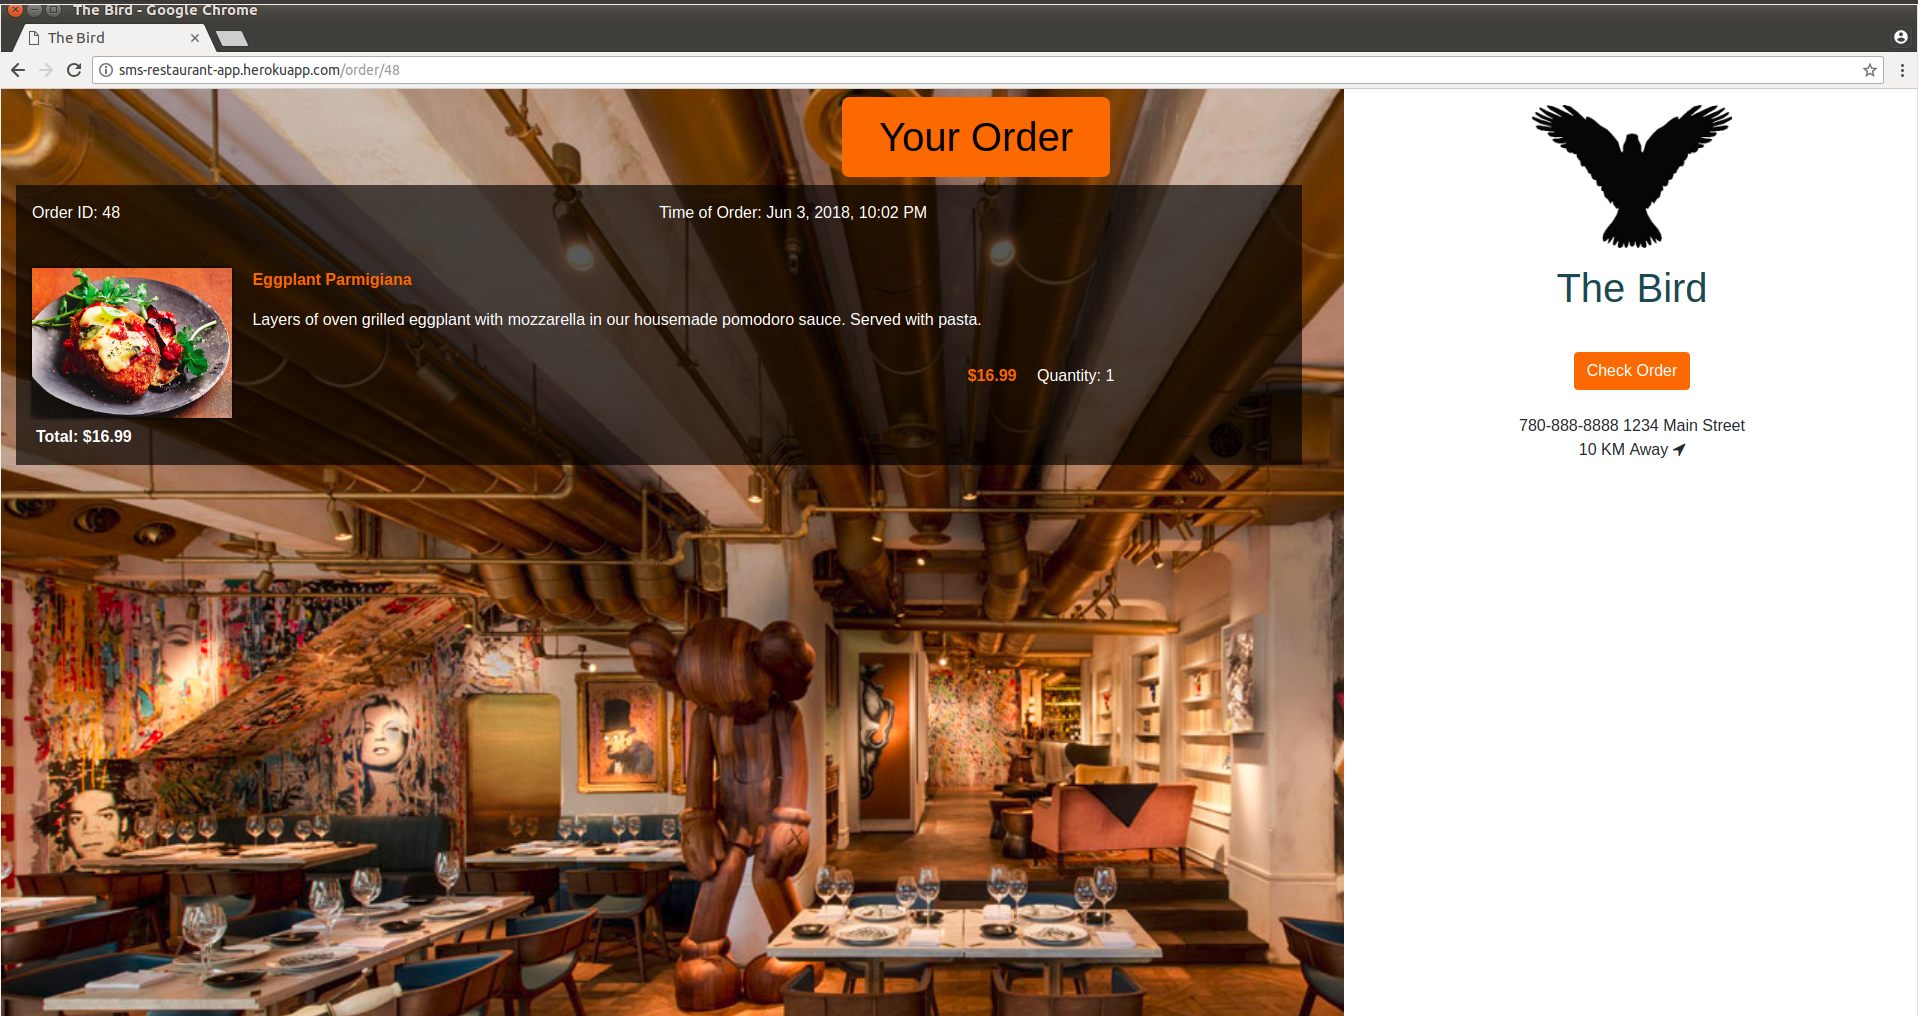 The Bird - Google Chrome
The Bird
sms-restaurant-app.herokuapp.com/order/48
Your Order
Order ID: 48
Time of Order: Jun 3, 2018, 10:02 PM
Eggplant Parmigiana
Layers of oven grilled eggplant with mozzarella in our housemade pomodoro sauce. Served with pasta.
$16.99 Quantity: 1
Total: $16.99
The Bird
Check Order
780-888-8888 1234 Main Street
10 KM Away